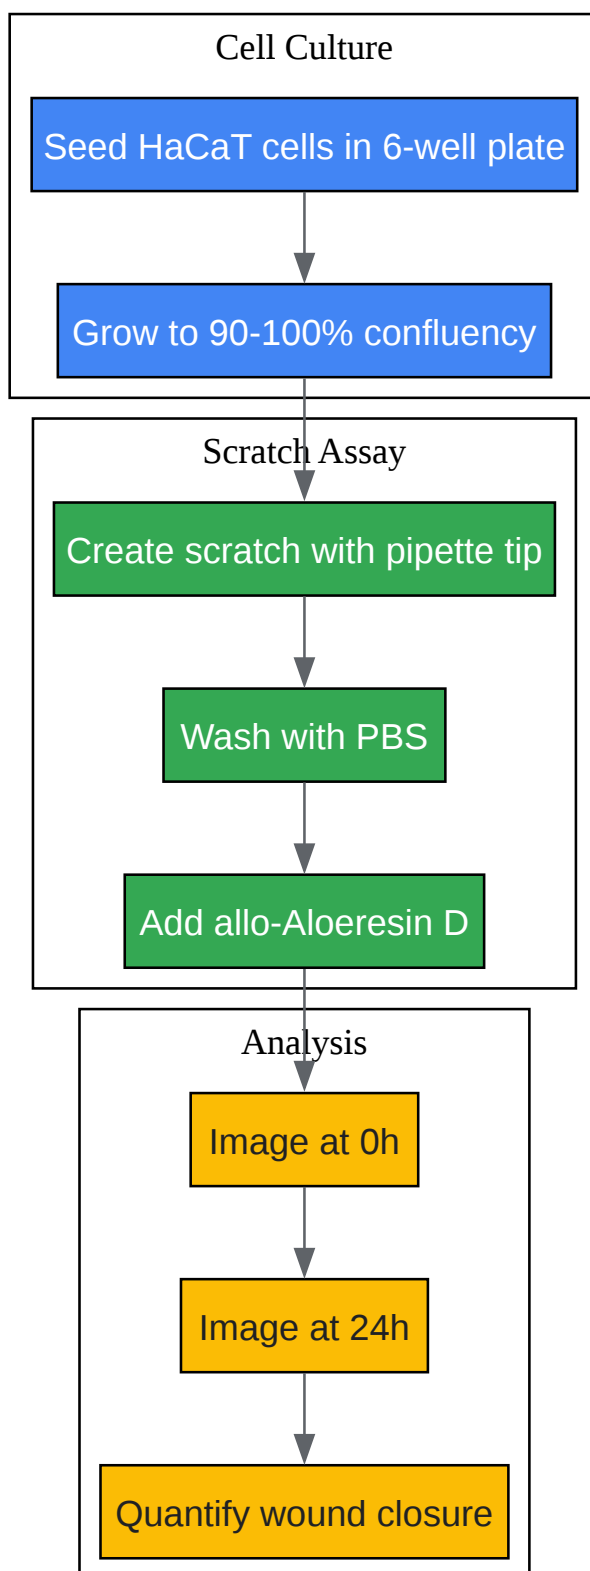 Cell Culture
Seed HaCaT cells in 6-well plate
Grow to 90-100% confluency
Scratch Assay
Create scratch with pipette tip
Wash with PBS
Add allo-Aloeresin D
Analysis
Image at 0h
Image at 24h
Quantify wound closure